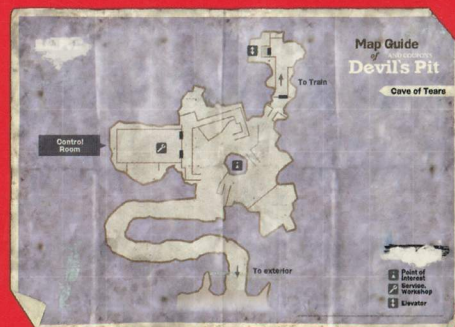 Map Guide
of
Devil's Pit
Cave of Tears
To Train
Control
Room
To exterior
Point of
Interest
Service,
Workshop
Elevator